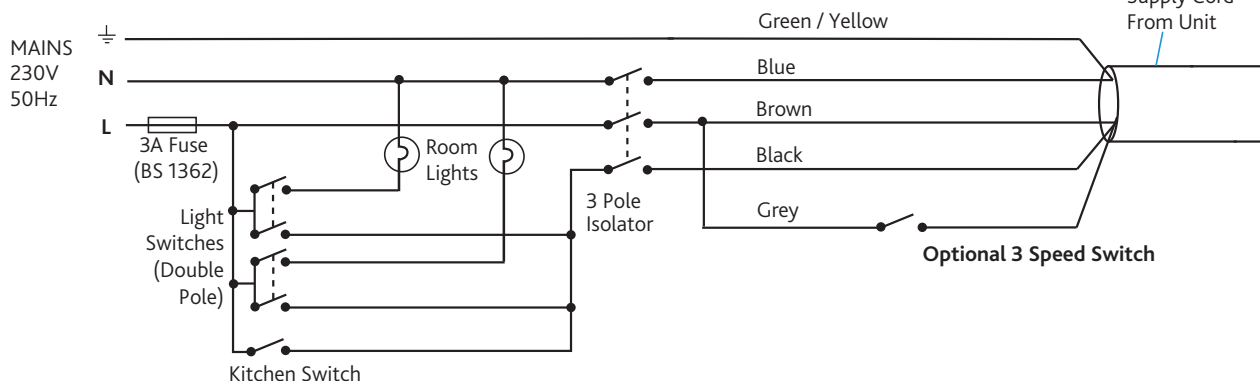 Supply Cord
From Unit
Green / Yellow
MAINS
230V
50Hz
N
Blue
L
Brown
3A Fuse
(BS 1362)
Room
Lights
Black
3 Pole
Isolator
Light
Switches
(Double
Pole)
Grey
Optional 3 Speed Switch
Kitchen Switch